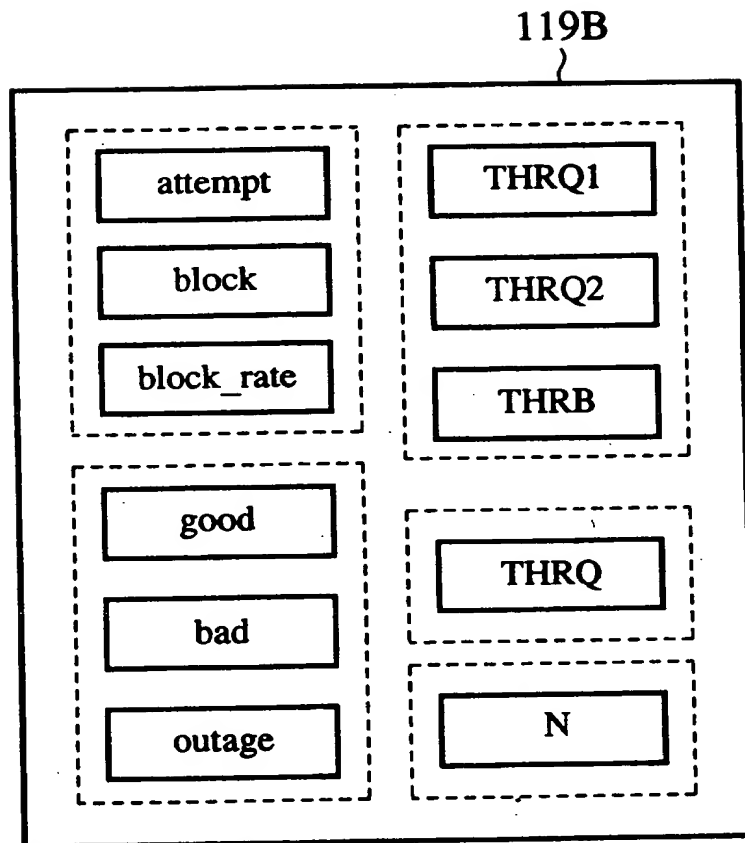 119B
attempt
block
block_rate
good
bad
outage
THRQ1
THRQ2
THRB
THRQ
N